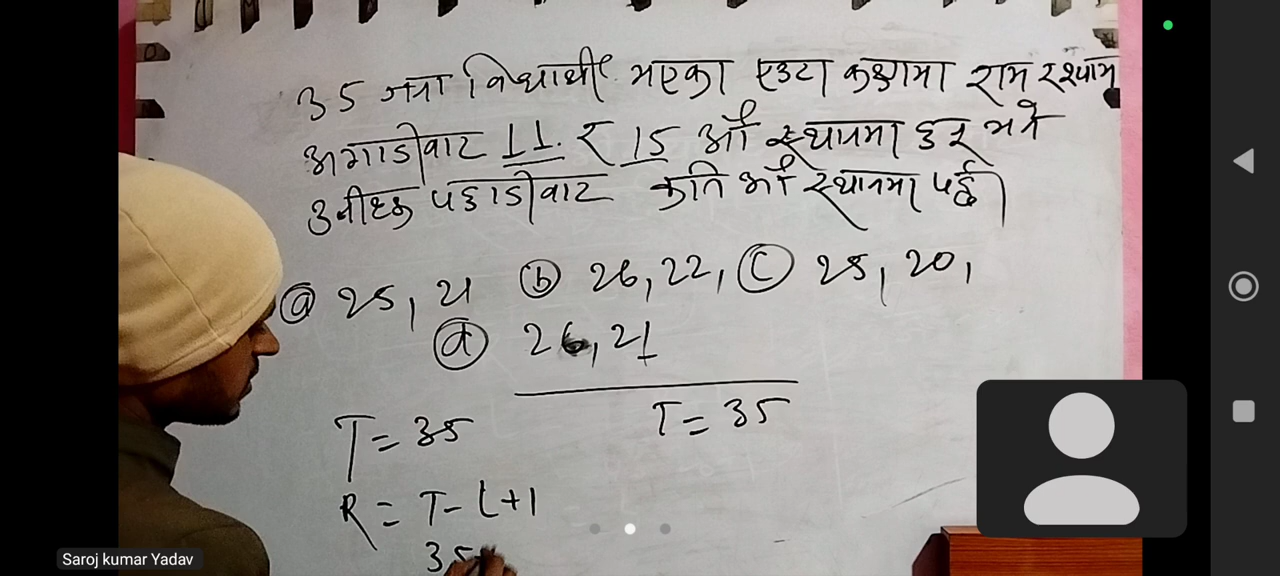 35 जना विधार्थी भएका एउटा कक्षामा राम र श्याम
अगाडीबाट 11. र 15 औं स्थानमा छन् भने
उनीहरू पछाडीबाट कति औं स्थानमा पर्छ।
ⓐ 25, 21 ⓑ 26, 22, ⓒ 25, 20,
ⓓ 26, 21
T = 35
T = 35
R = T - L + 1
35
Saroj kumar Yadav